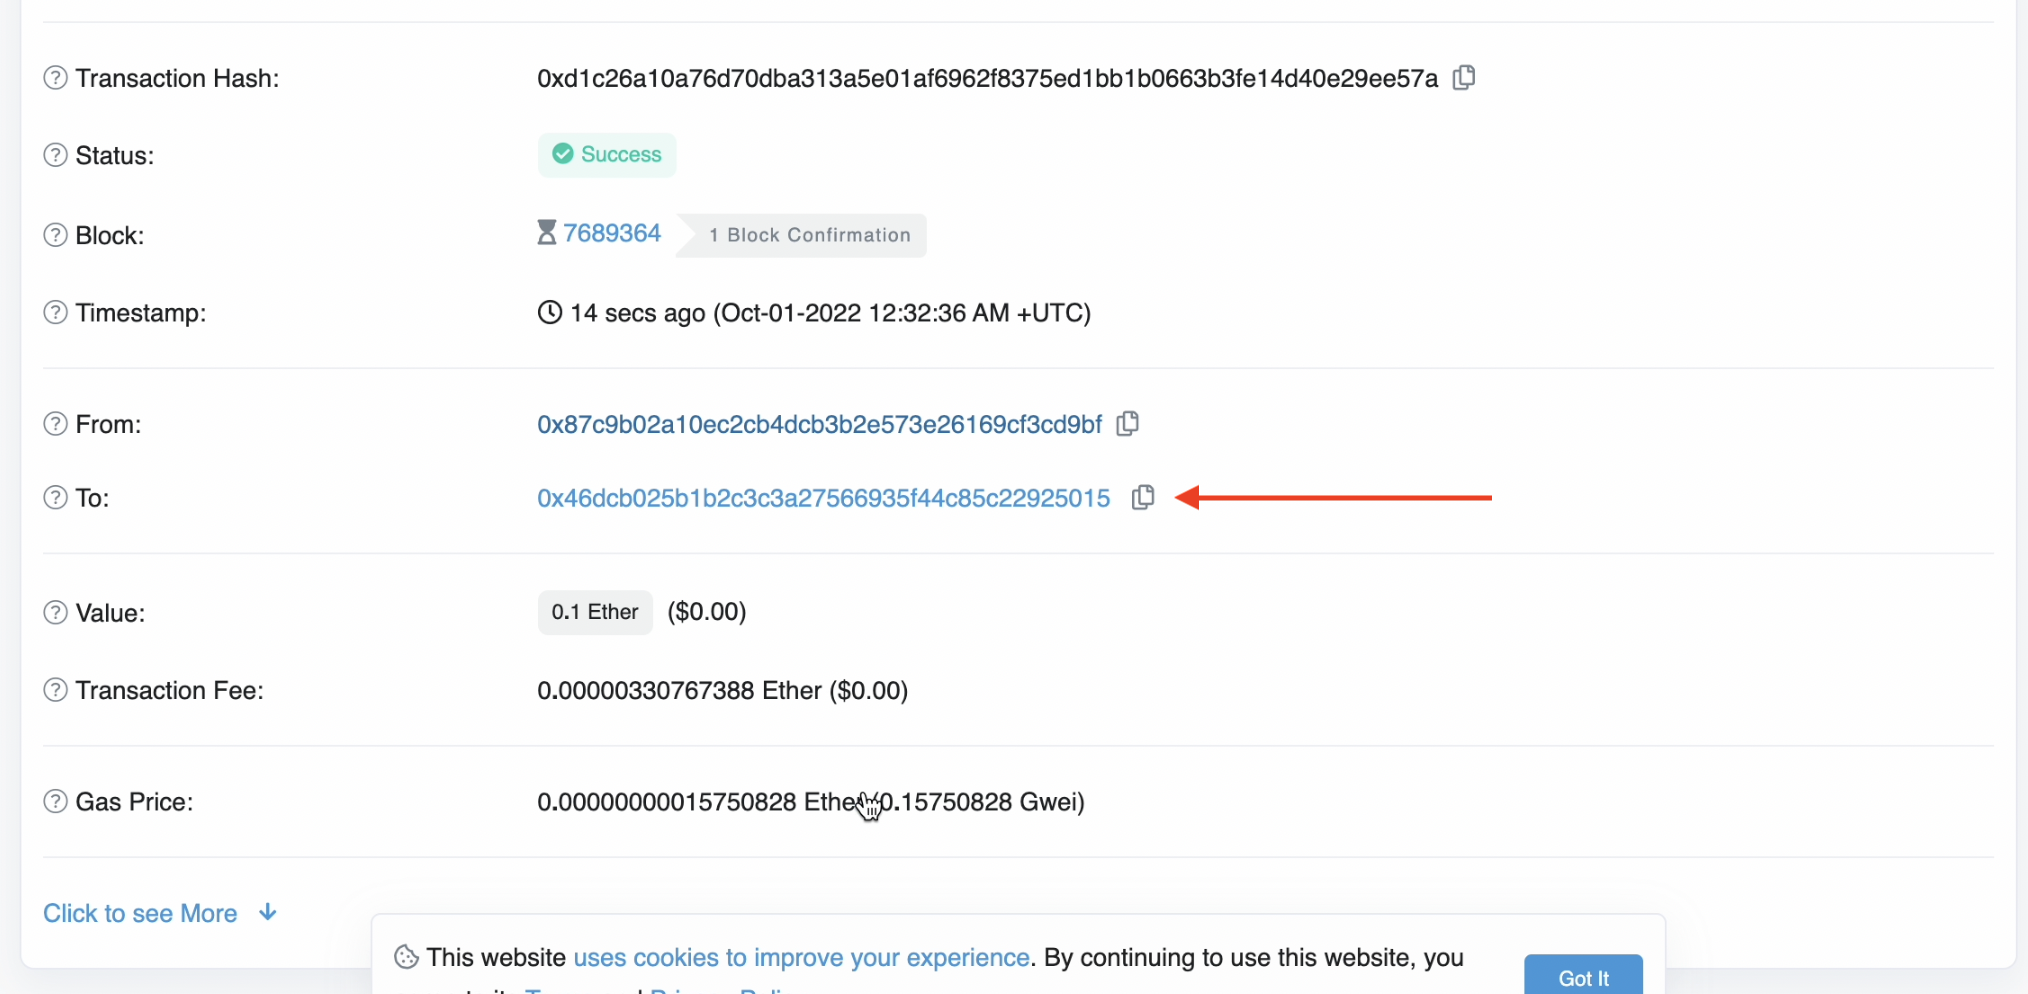 Transaction Hash: 0xd1c26a10a76d70dba313a5e01af6962f8375ed1bb1b0663b3fe14d40e29ee57a
Status: Success
Block: 7689364 1 Block Confirmation
Timestamp: 14 secs ago (Oct-01-2022 12:32:36 AM +UTC)
From: 0x87c9b02a10ec2cb4dcb3b2e573e26169cf3cd9bf
To: 0x46dcb025b1b2c3c3a27566935f44c85c22925015
Value: 0.1 Ether ($0.00)
Transaction Fee: 0.00000330767388 Ether ($0.00)
Gas Price: 0.00000000015750828 Ether (0.15750828 Gwei)
Click to see More
This website uses cookies to improve your experience. By continuing to use this website, you
Got It